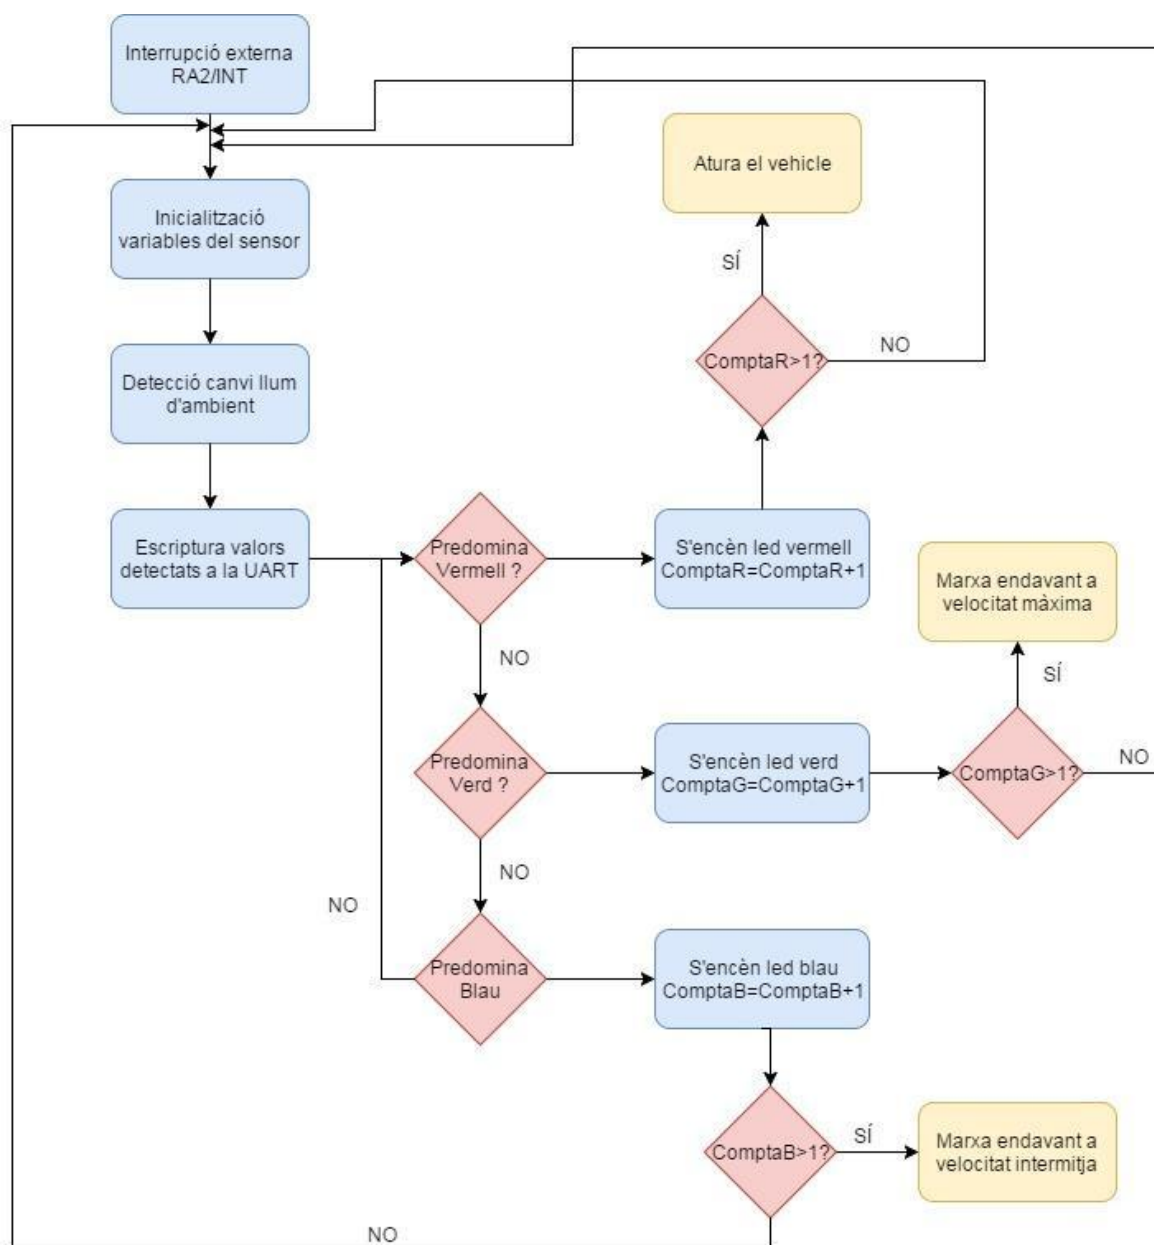 Interrupció externa
RA2/INT
Atura el vehicle
Inicialització
variables del sensor
SÍ
ComptaR>1?
NO
Detecció canvi llum
d'ambient
Escriptura valors
detectats a la UART
Predomina
Vermell ?
S'encèn led vermell
ComptaR=ComptaR+1
Marxa endavant a
velocitat màxima
NO
SÍ
Predomina
Verd ?
S'encèn led verd
ComptaG=ComptaG+1
ComptaG>1?
NO
NO
NO
Predomina
Blau
S'encèn led blau
ComptaB=ComptaB+1
ComptaB>1?
SÍ
Marxa endavant a
velocitat intermitja
NO